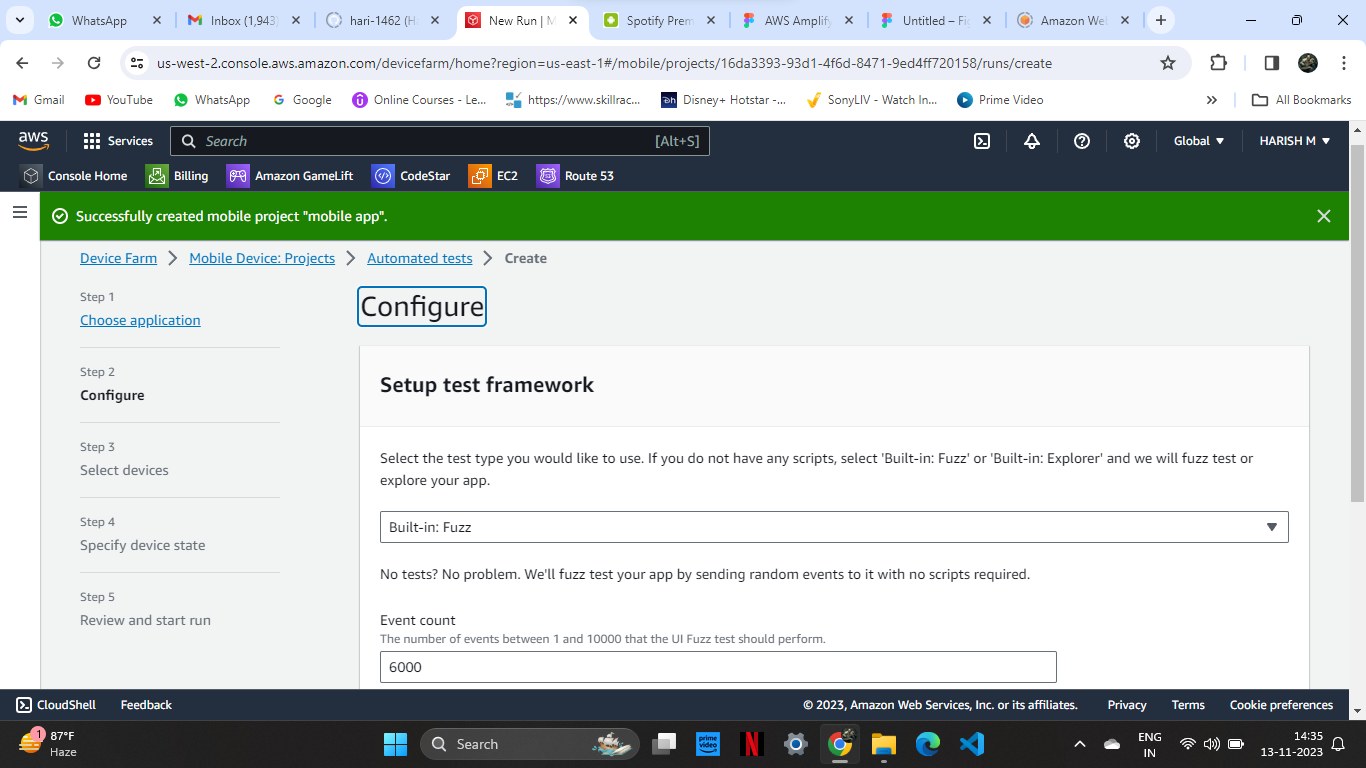 WhatsApp
Inbox (1,943)
hari-1462 (H
New Run | M
Spotify Prem
AWS Amplify
Untitled – Fi
Amazon Web
us-west-2.console.aws.amazon.com/devicefarm/home?region=us-east-1#/mobile/projects/16da3393-93d1-4f6d-8471-9ed4ff720158/runs/create
Gmail
YouTube
WhatsApp
Google
Online Courses - Le...
https://www.skillrac...
Disney+ Hotstar -...
SonyLIV - Watch In...
Prime Video
All Bookmarks
aws
Services
Search
[Alt+S]
Global
HARISH M
Console Home
Billing
Amazon GameLift
CodeStar
EC2
Route 53
Successfully created mobile project "mobile app".
Device Farm
Mobile Device: Projects
Automated tests
Create
Step 1
Choose application
Step 2
Configure
Step 3
Select devices
Step 4
Specify device state
Step 5
Review and start run
Configure
Setup test framework
Select the test type you would like to use. If you do not have any scripts, select 'Built-in: Fuzz' or 'Built-in: Explorer' and we will fuzz test or
explore your app.
Built-in: Fuzz
No tests? No problem. We'll fuzz test your app by sending random events to it with no scripts required.
Event count
The number of events between 1 and 10000 that the UI Fuzz test should perform.
6000
CloudShell
Feedback
© 2023, Amazon Web Services, Inc. or its affiliates.
Privacy
Terms
Cookie preferences
1
87°F
Haze
Search
prime video
N
ENG
IN
14:35
13-11-2023